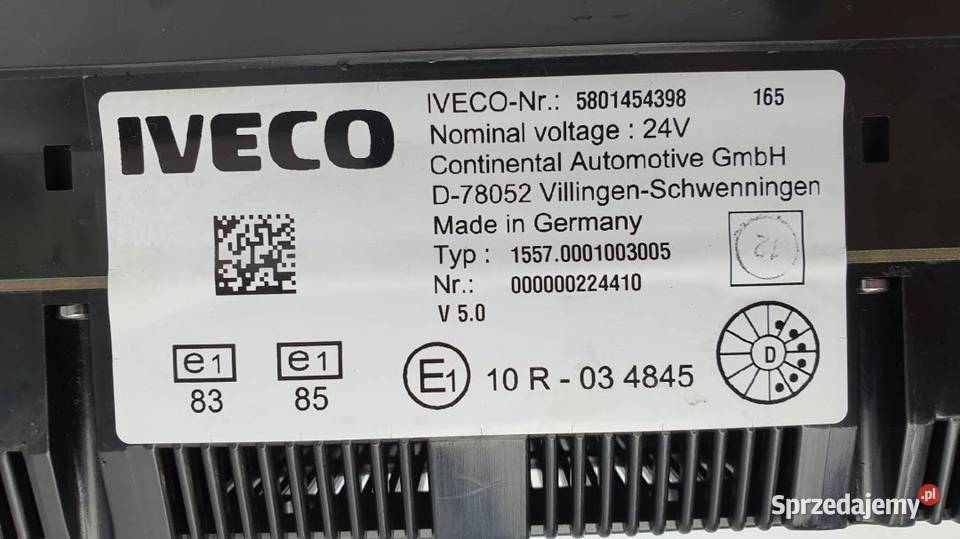 IVECO
IVECO-Nr.: 5801454398 165
Nominal voltage : 24V
Continental Automotive GmbH
D-78052 Villingen-Schwenningen
Made in Germany
Typ : 1557.0001003005
Nr.: 000000224410
V 5.0
12
D
e1
83
e1
85
E1
10 R - 03 4845
Sprzedajemy.pl